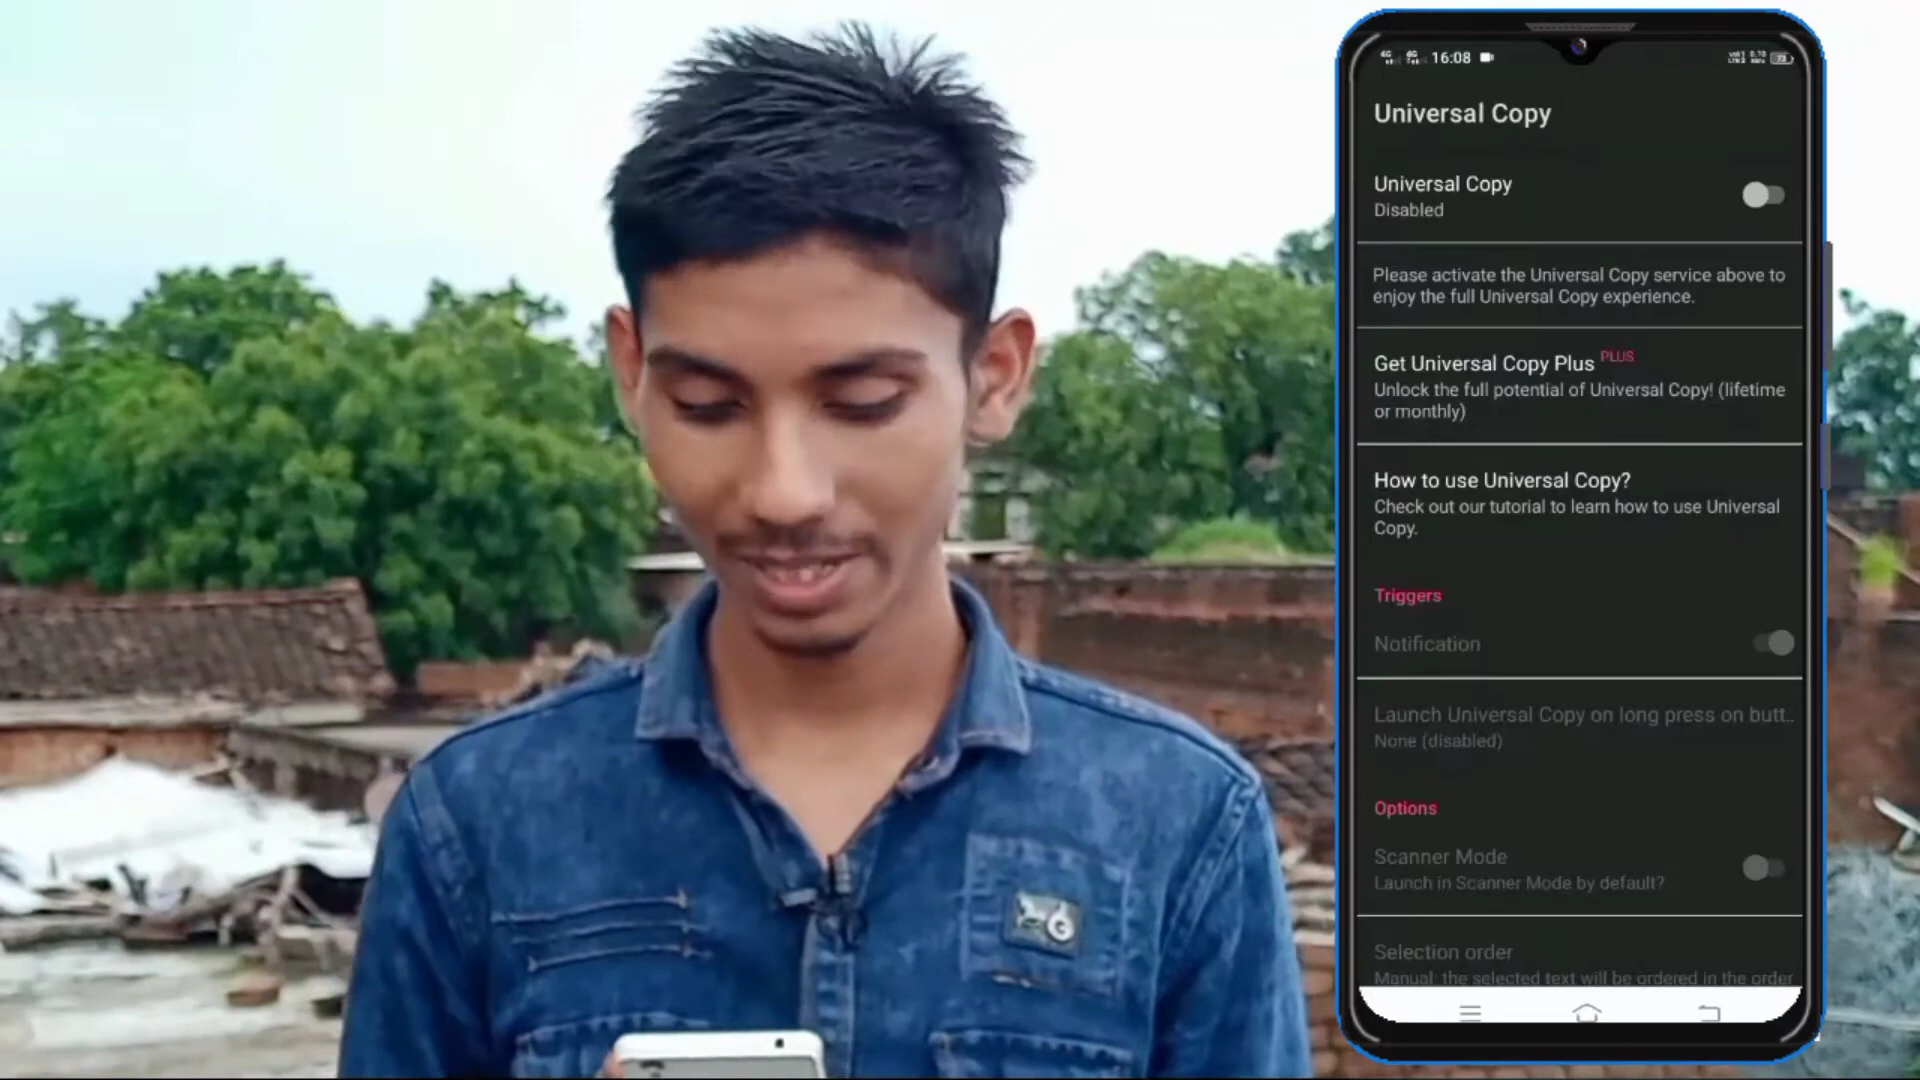 16:08
Universal Copy
Universal Copy
Disabled
Please activate the Universal Copy service above to
enjoy the full Universal Copy experience.
Get Universal Copy Plus PLUS
Unlock the full potential of Universal Copy! (lifetime
or monthly)
How to use Universal Copy?
Check out our tutorial to learn how to use Universal
Copy.
Triggers
Notification
Launch Universal Copy on long press on butt..
None (disabled)
Options
Scanner Mode
Launch in Scanner Mode by default?
Selection order
Manual: the selected text will be ordered in the order